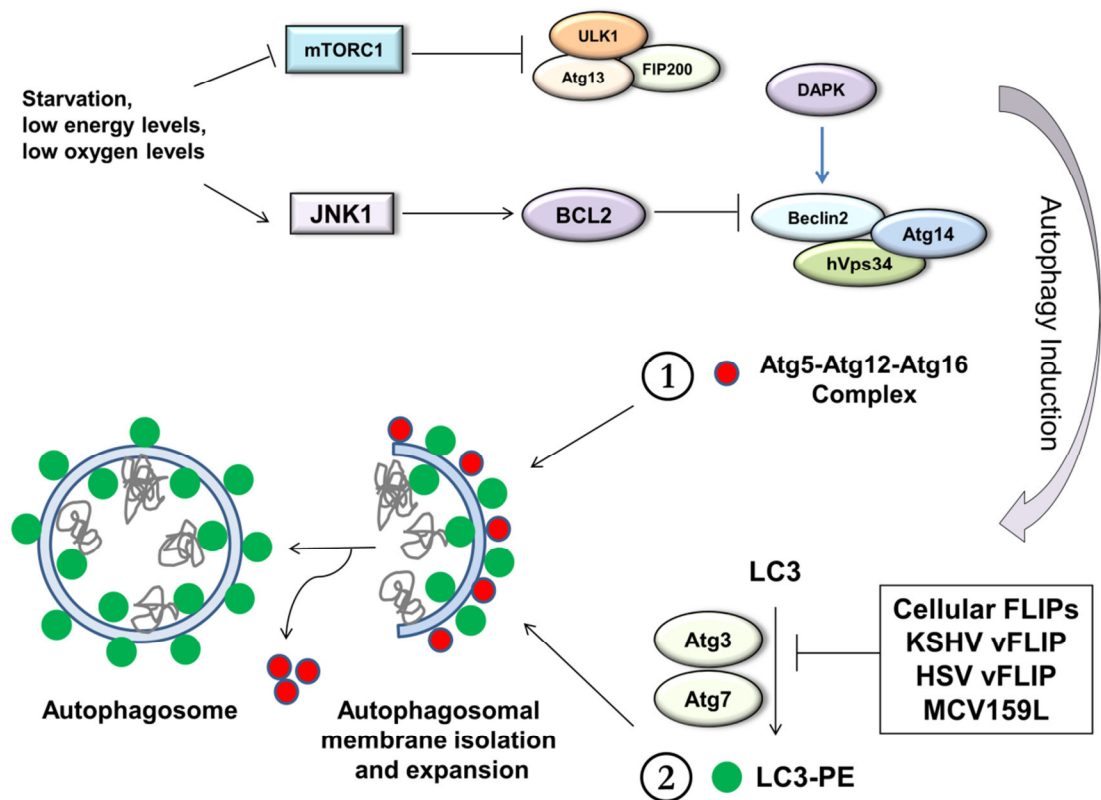 mTORC1
ULK1
Atg13
FIP200
Starvation,
low energy levels,
low oxygen levels
DAPK
JNK1
BCL2
Beclin2
Atg14
hVps34
Autophagy Induction
1
Atg5-Atg12-Atg16
Complex
LC3
Atg3
Atg7
Cellular FLIPs
KSHV vFLIP
HSV vFLIP
MCV159L
Autophagosome
Autophagosomal
membrane isolation
and expansion
2
LC3-PE